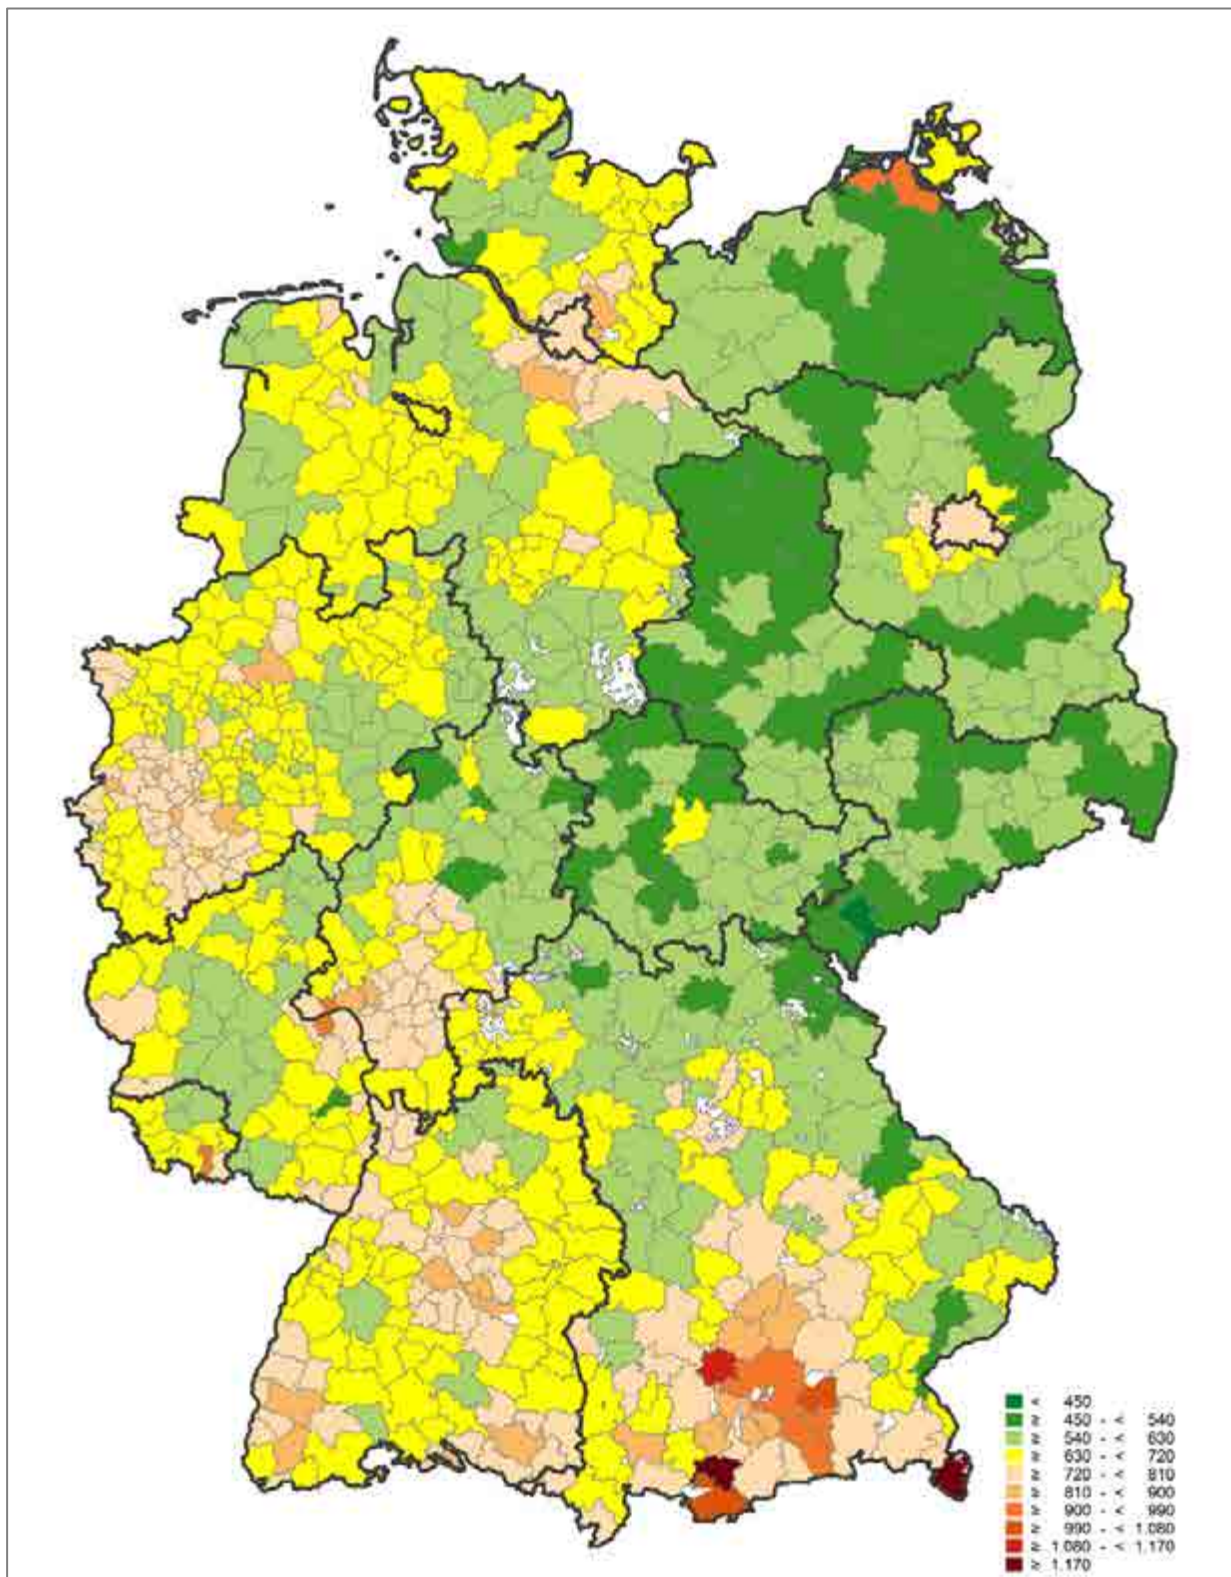 < 450
≥ 450 - < 540
≥ 540 - < 630
≥ 630 - < 720
≥ 720 - < 810
≥ 810 - < 900
≥ 900 - < 990
≥ 990 - < 1.080
≥ 1.080 - < 1.170
≥ 1.170